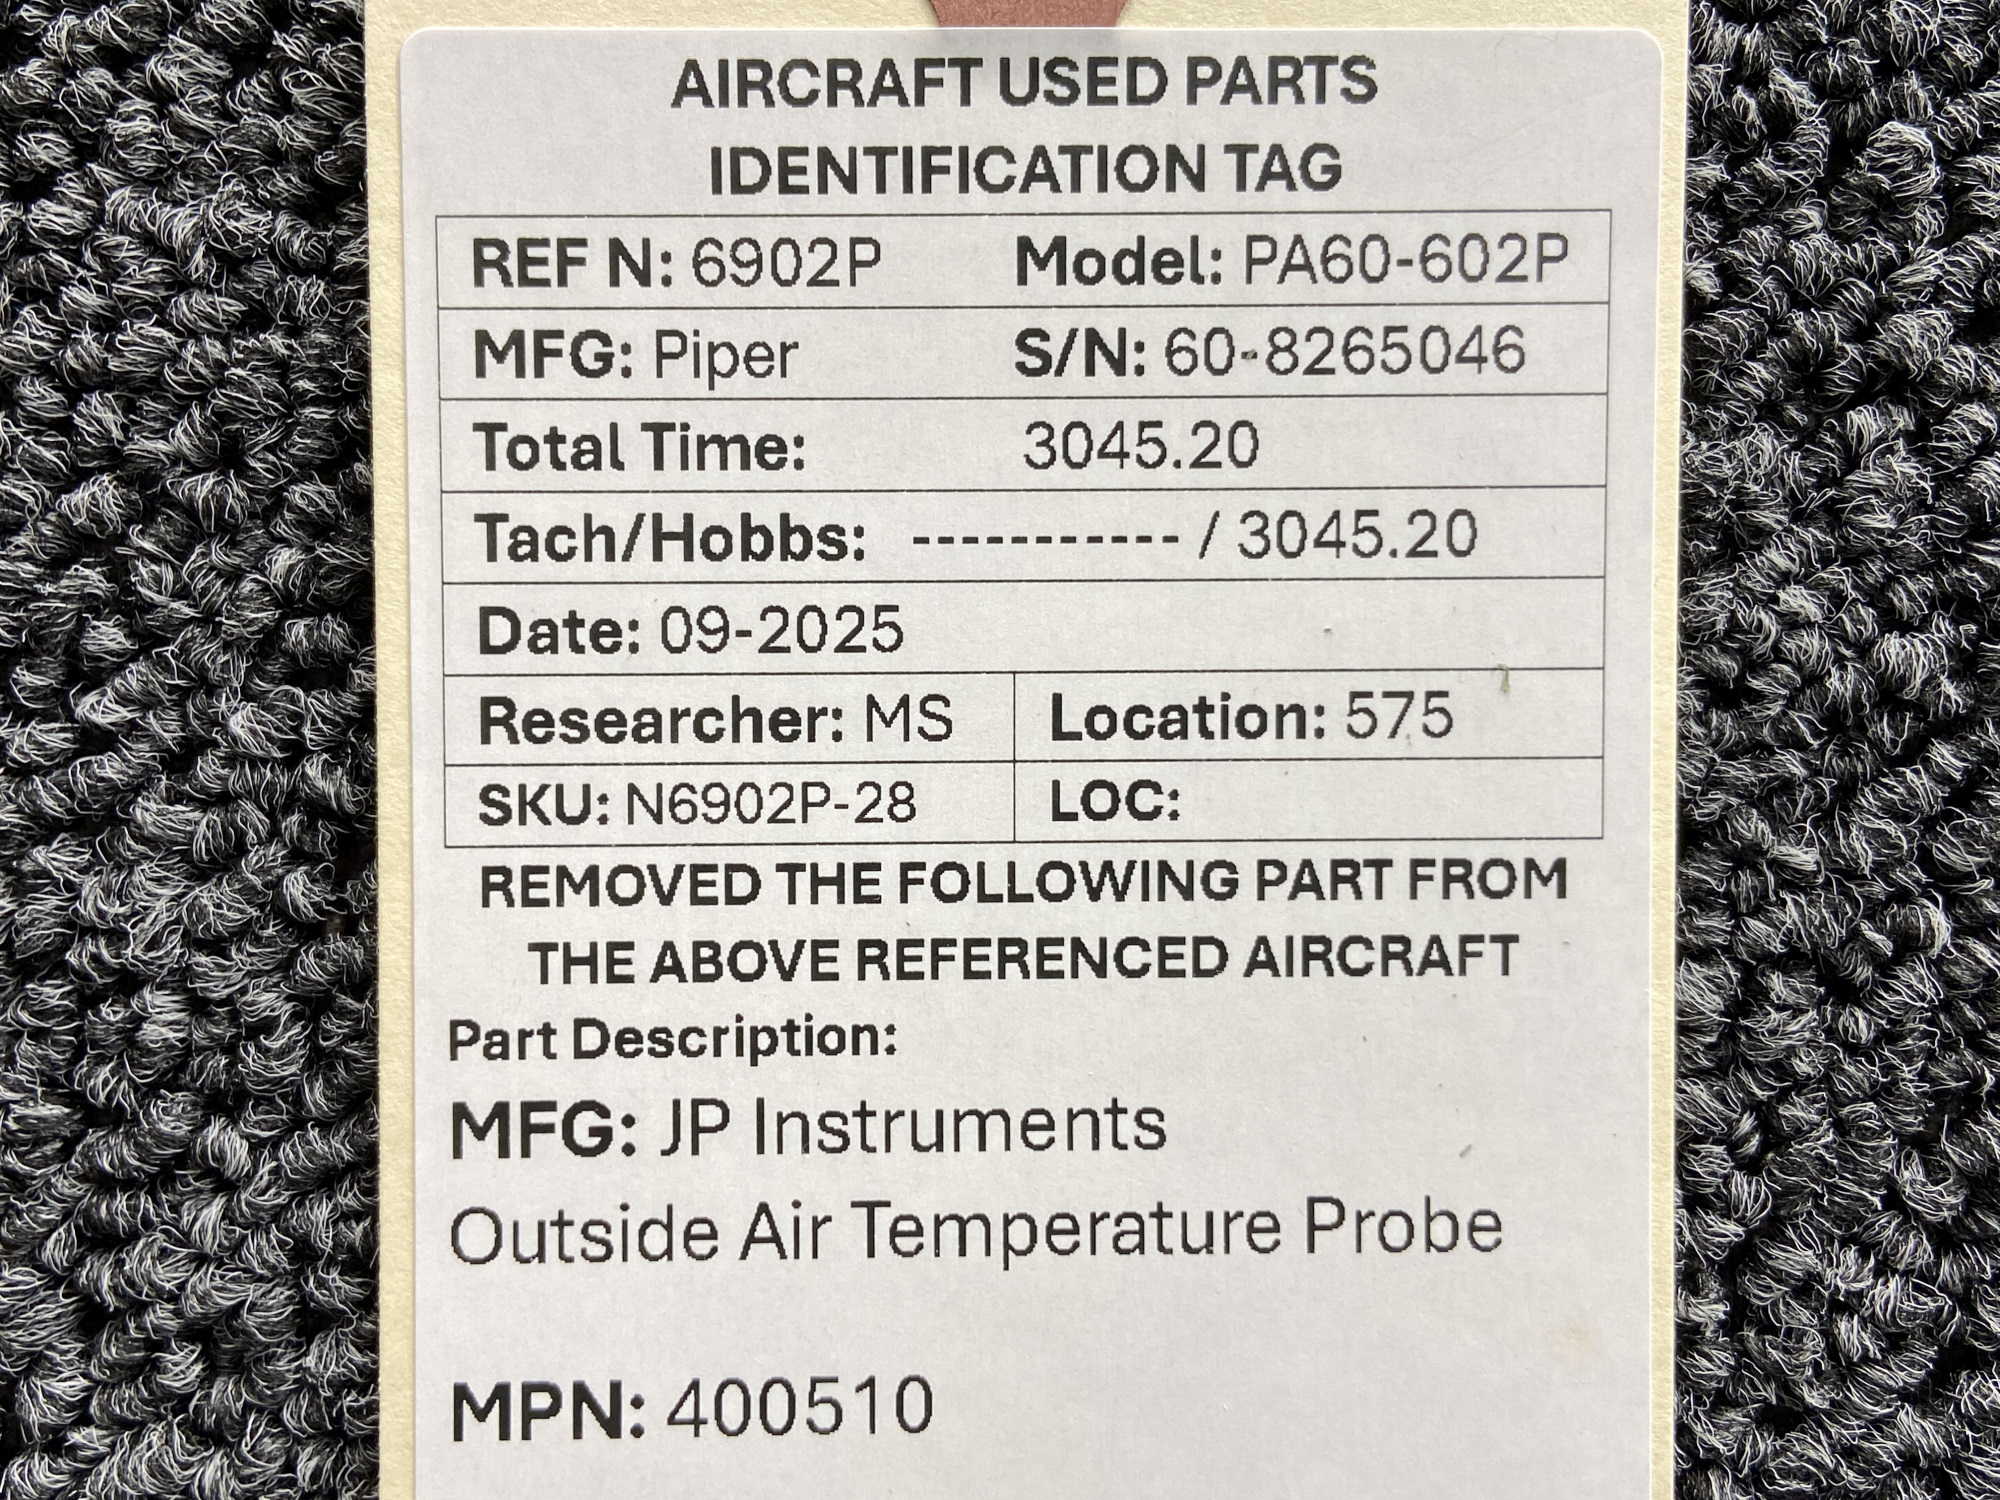 AIRCRAFT USED PARTS
IDENTIFICATION TAG
REF N: 6902P Model: PA60-602P
MFG: Piper S/N: 60-8265046
Total Time: 3045.20
Tach/Hobbs: ----------- / 3045.20
Date: 09-2025
Researcher: MS Location: 575
SKU: N6902P-28 LOC:
REMOVED THE FOLLOWING PART FROM
THE ABOVE REFERENCED AIRCRAFT
Part Description:
MFG: JP Instruments
Outside Air Temperature Probe
MPN: 400510